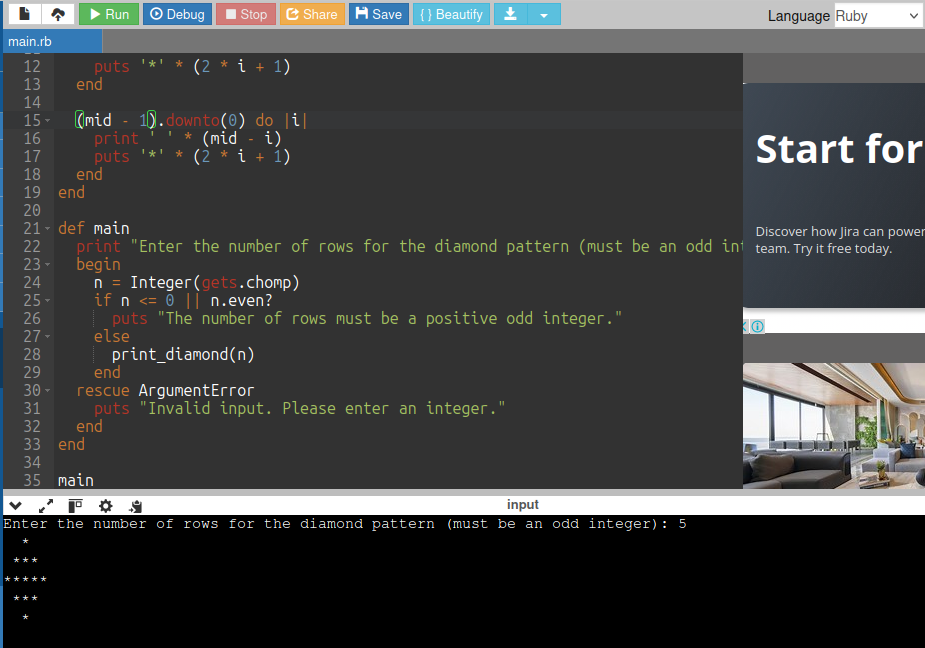 Run Debug Stop Share Save { } Beautify Language Ruby
main.rb
12 puts '*' * (2 * i + 1)
13 end
14
15 (mid - 1).downto(0) do |i|
16 print ' ' * (mid - i)
17 puts '*' * (2 * i + 1)
18 end
19 end
20
21 def main
22 print "Enter the number of rows for the diamond pattern (must be an odd int
23 begin
24 n = Integer(gets.chomp)
25 if n <= 0 || n.even?
26 puts "The number of rows must be a positive odd integer."
27 else
28 print_diamond(n)
29 end
30 rescue ArgumentError
31 puts "Invalid input. Please enter an integer."
32 end
33 end
34
35 main
Start for
Discover how Jira can power
team. Try it free today.
input
Enter the number of rows for the diamond pattern (must be an odd integer): 5
  *
 ***
*****
 ***
  *